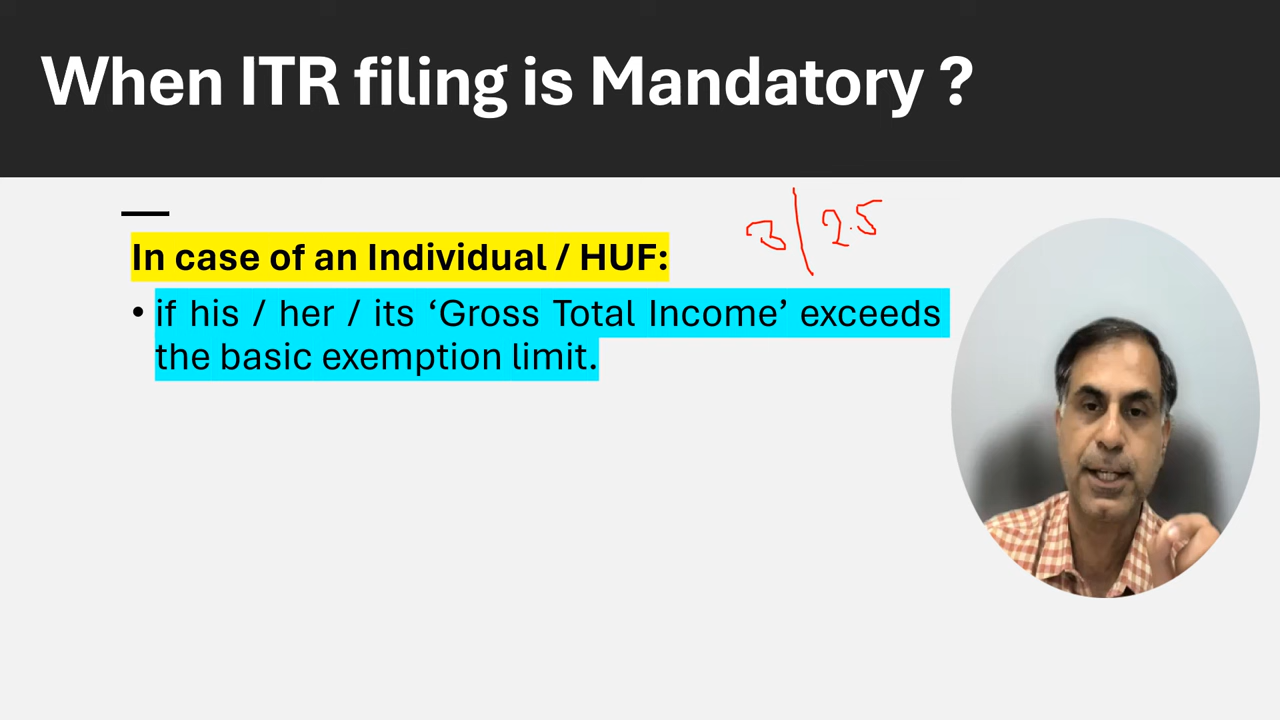 When ITR filing is Mandatory ?
3 / 2.5
In case of an Individual / HUF:
• if his / her / its ‘Gross Total Income’ exceeds
the basic exemption limit.